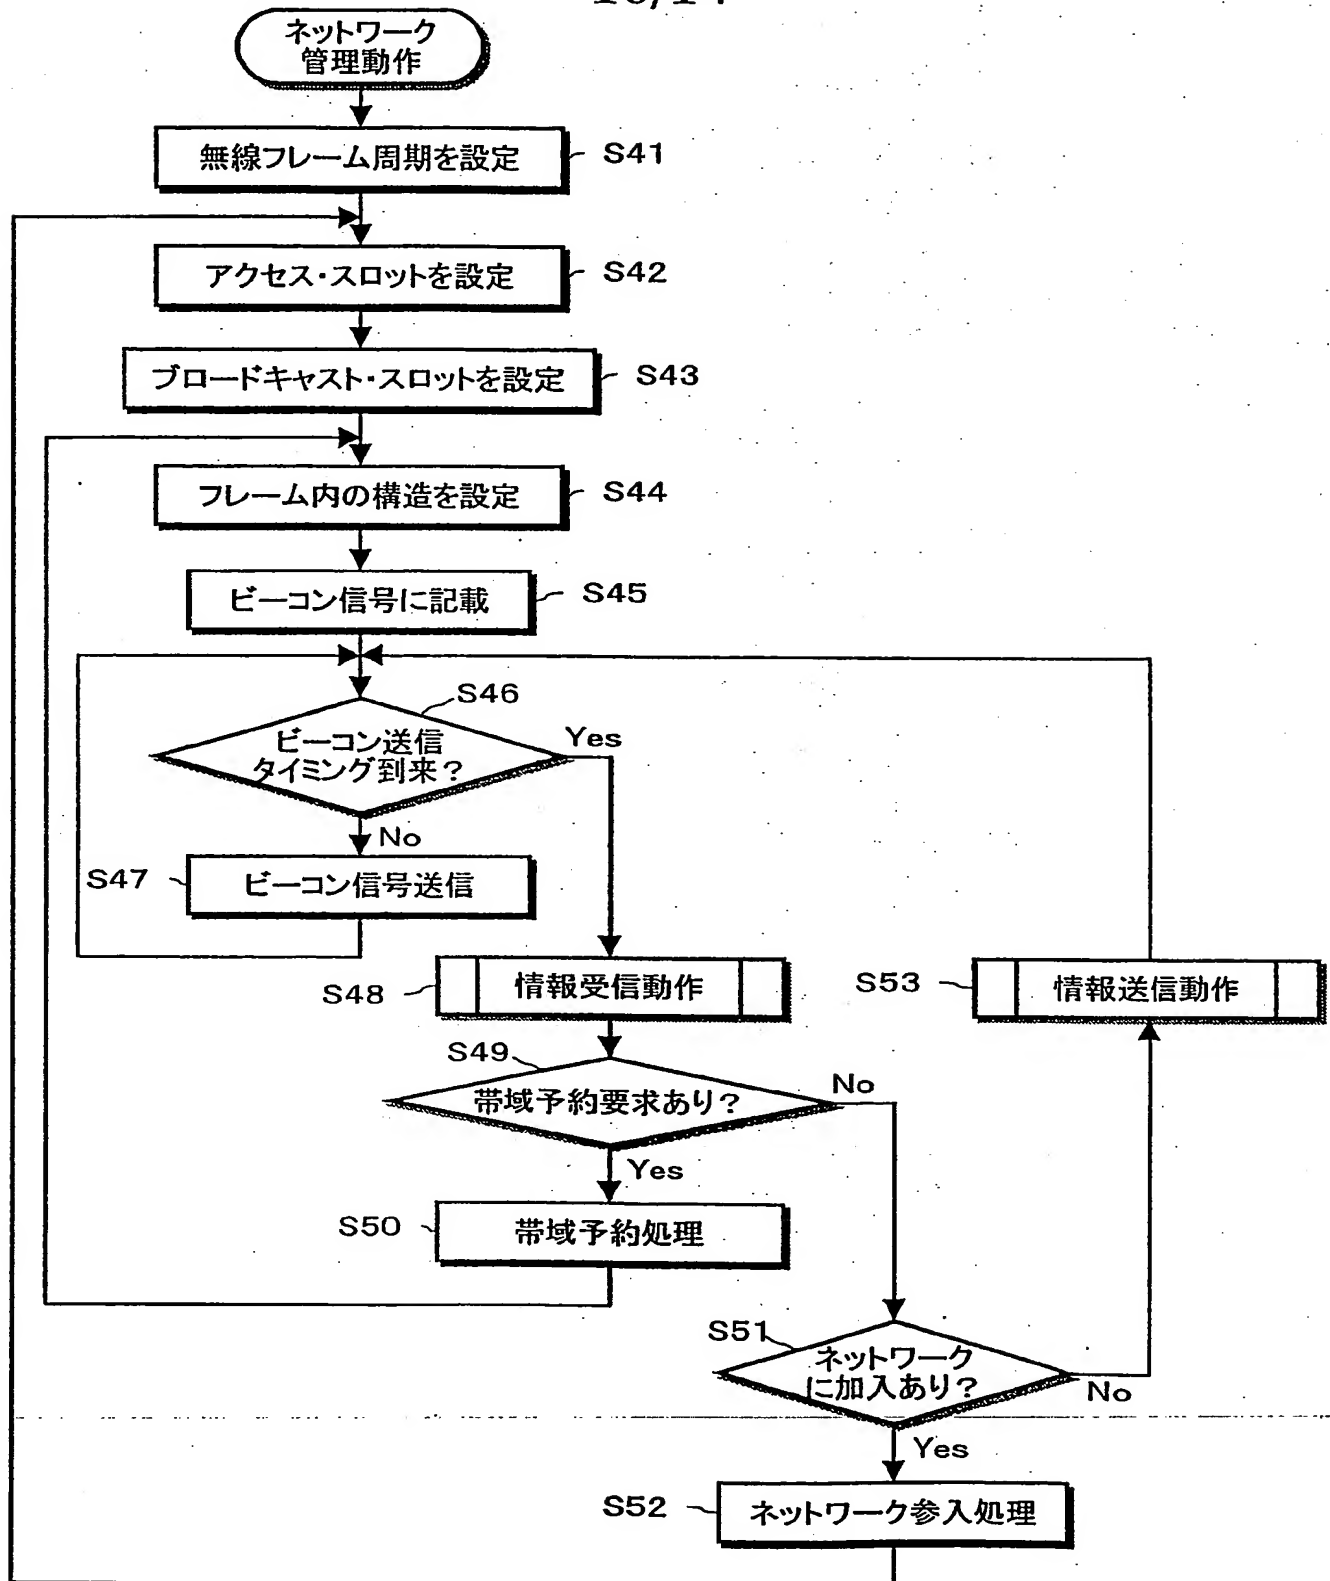 ネットワーク
管理動作
無線フレーム周期を設定
S41
アクセス・スロットを設定
S42
ブロードキャスト・スロットを設定
S43
フレーム内の構造を設定
S44
ビーコン信号に記載
S45
S46
ビーコン送信
タイミング到来?
Yes
No
S47
ビーコン信号送信
S48
情報受信動作
S53
情報送信動作
S49
帯域予約要求あり?
No
Yes
S50
帯域予約処理
S51
ネットワーク
に加入あり?
No
Yes
S52
ネットワーク参入処理